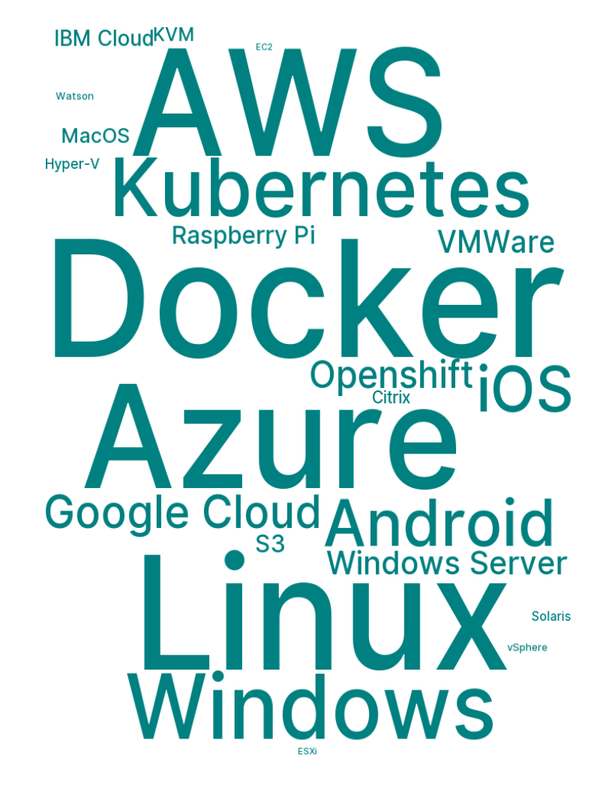 IBM Cloud
KVM
EC2
AWS
Watson
MacOS
Hyper-V
Kubernetes
Raspberry Pi
VMWare
Docker
Openshift
iOS
Citrix
Azure
Google Cloud
Android
S3
Windows Server
Linux
Solaris
vSphere
Windows
ESXi